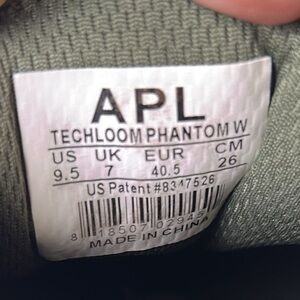 APL
TECHLOOM PHANTOM W
US UK EUR CM
9.5 7 40.5 26
US Patent #8347526
MADE IN CHINA